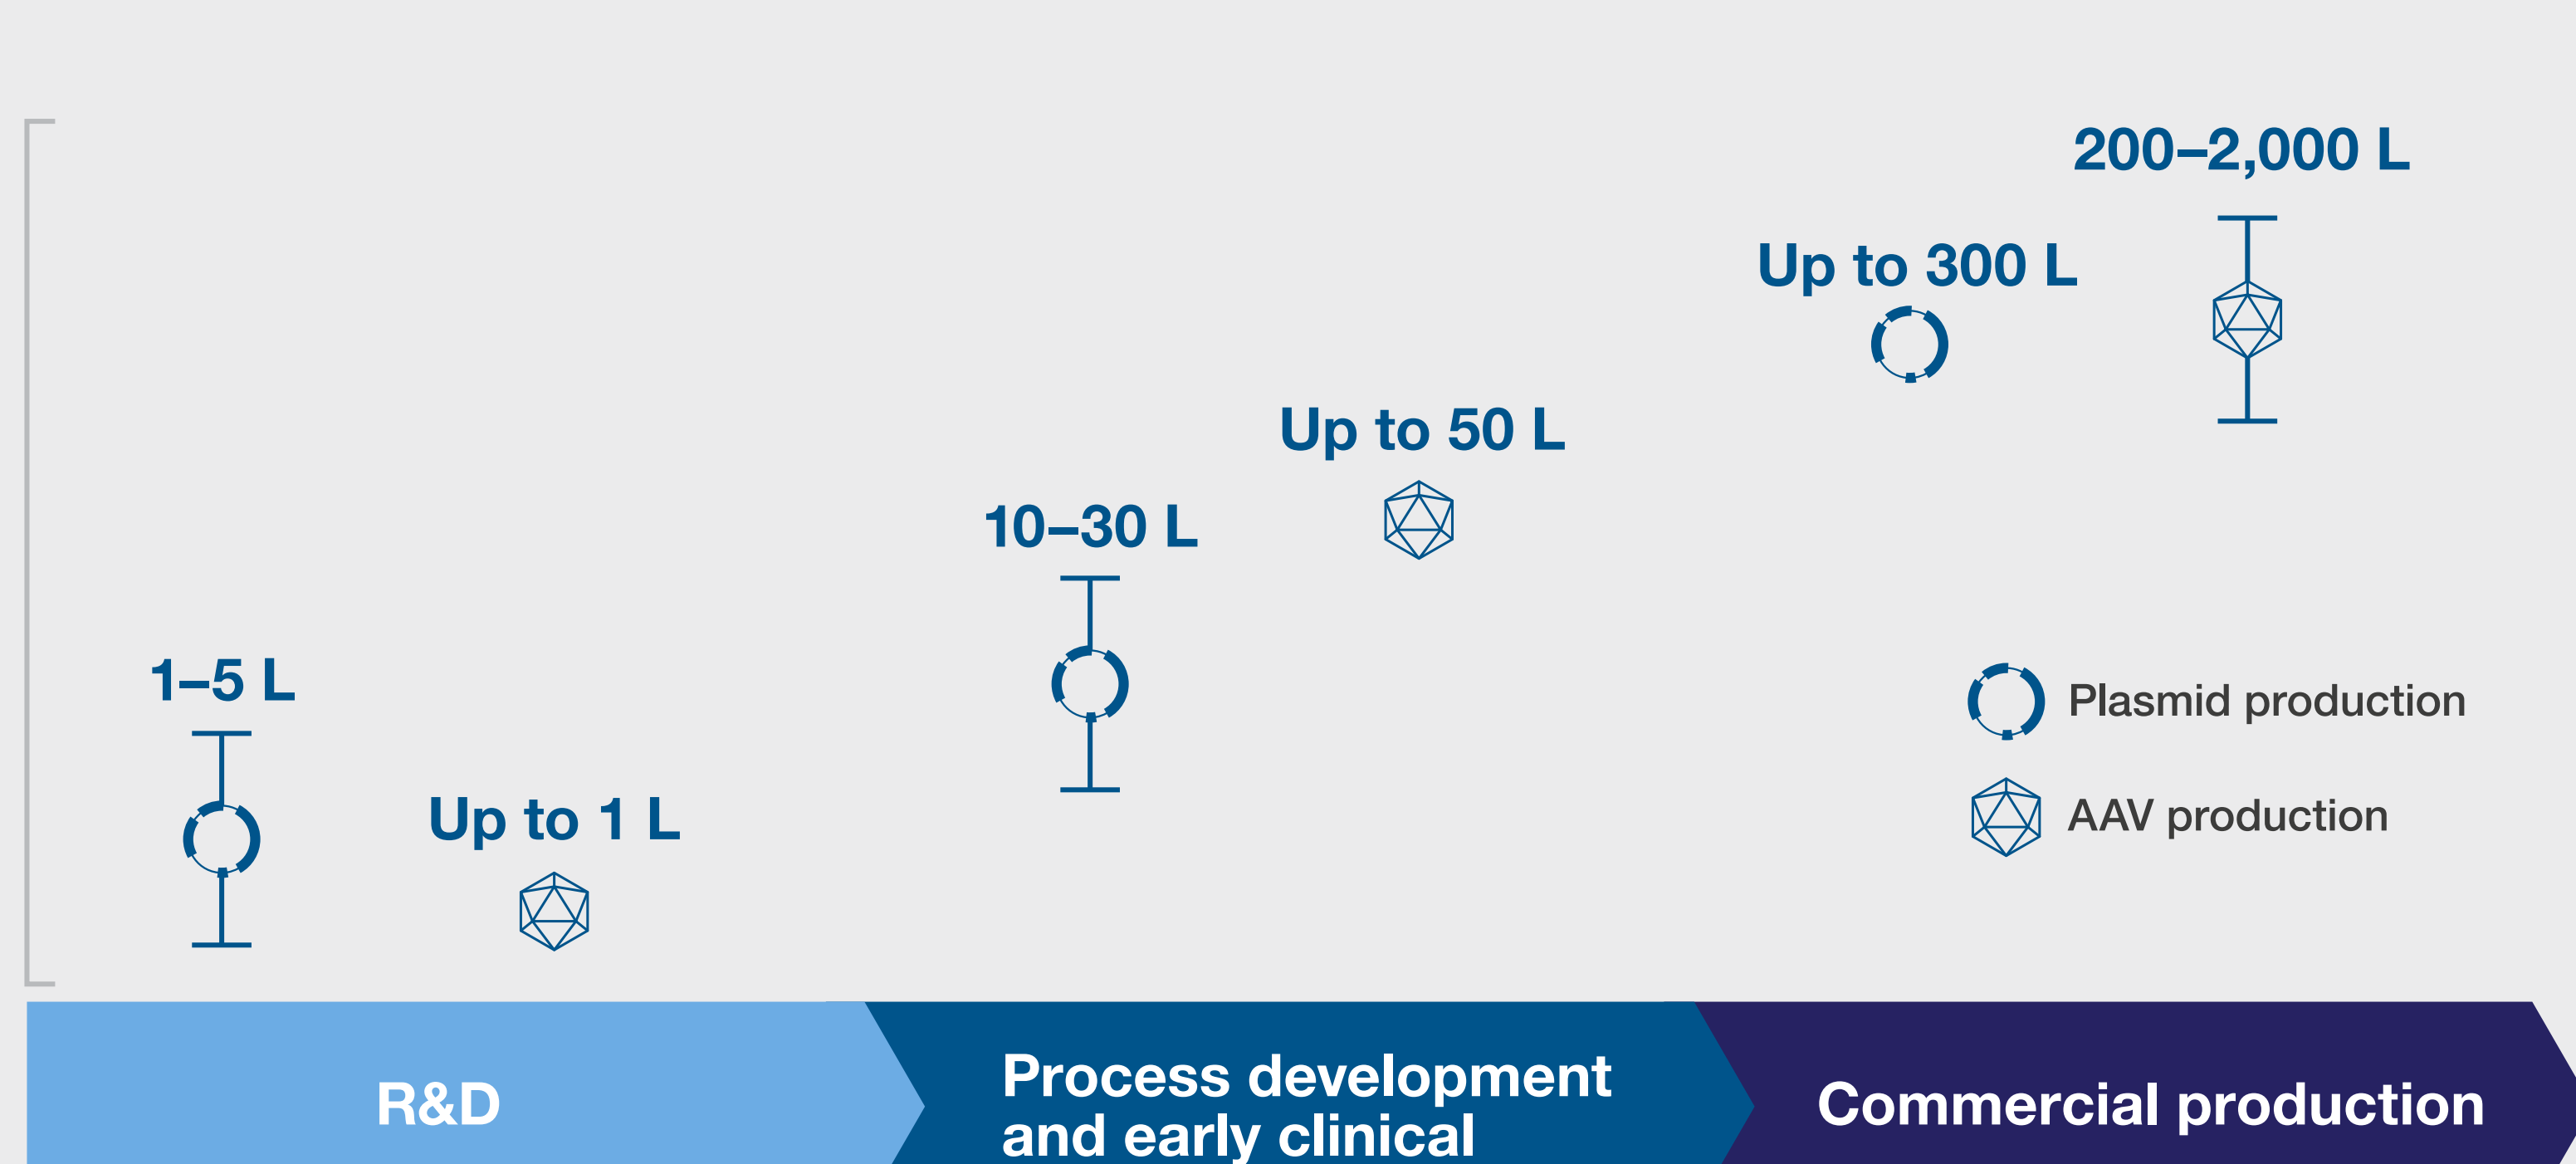 200–2,000 L
Up to 300 L
Up to 50 L
10–30 L
1–5 L
Up to 1 L
Plasmid production
AAV production
R&D
Process development
and early clinical
Commercial production